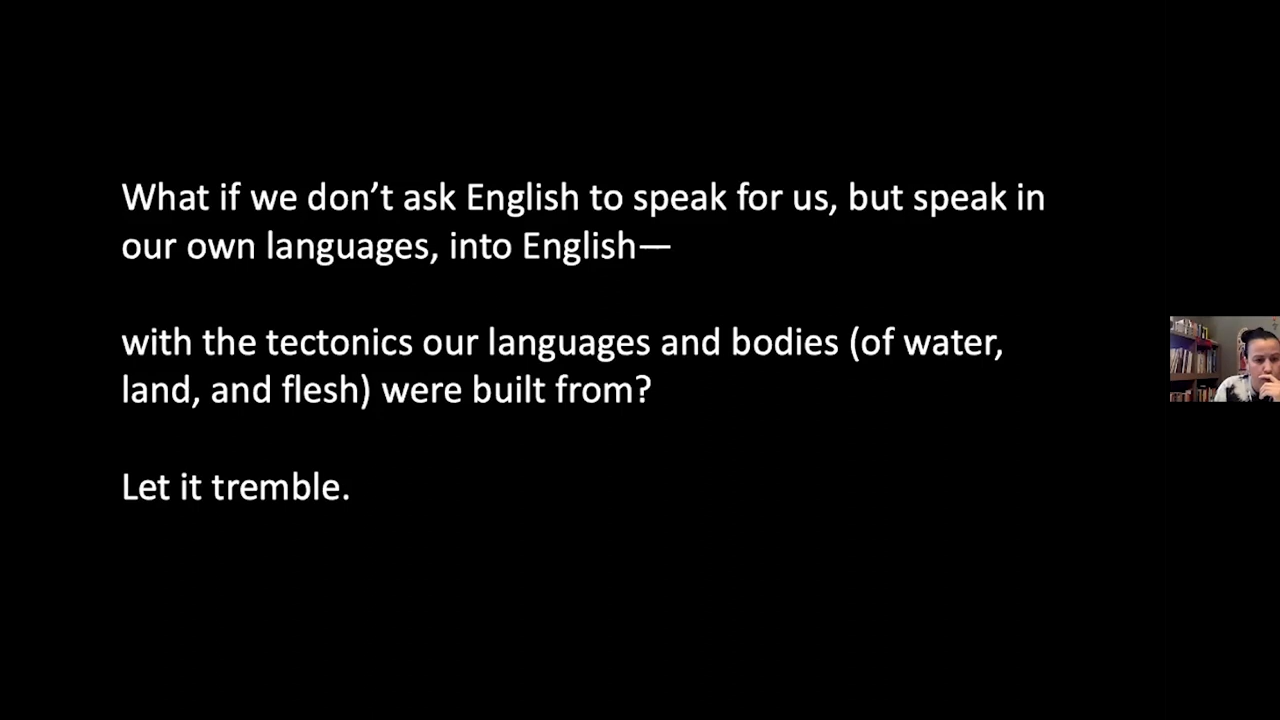 What if we don’t ask English to speak for us, but speak in
our own languages, into English—
with the tectonics our languages and bodies (of water,
land, and flesh) were built from?
Let it tremble.